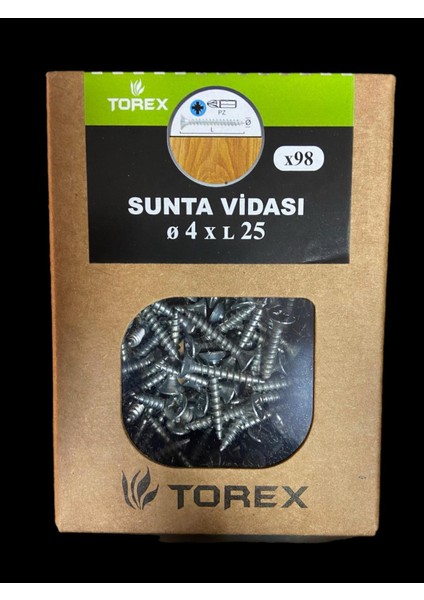 TOREX
PZ
L
Ø
x98
SUNTA VİDASI
ø 4 x L 25
TOREX